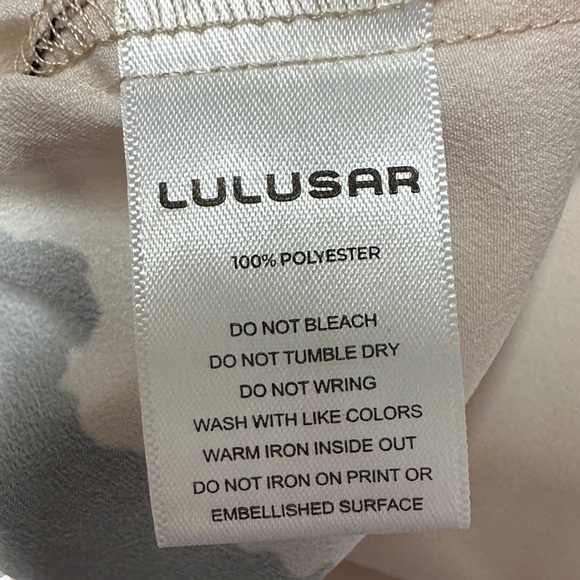 LULUSAR
100% POLYESTER
DO NOT BLEACH
DO NOT TUMBLE DRY
DO NOT WRING
WASH WITH LIKE COLORS
WARM IRON INSIDE OUT
DO NOT IRON ON PRINT OR
EMBELLISHED SURFACE